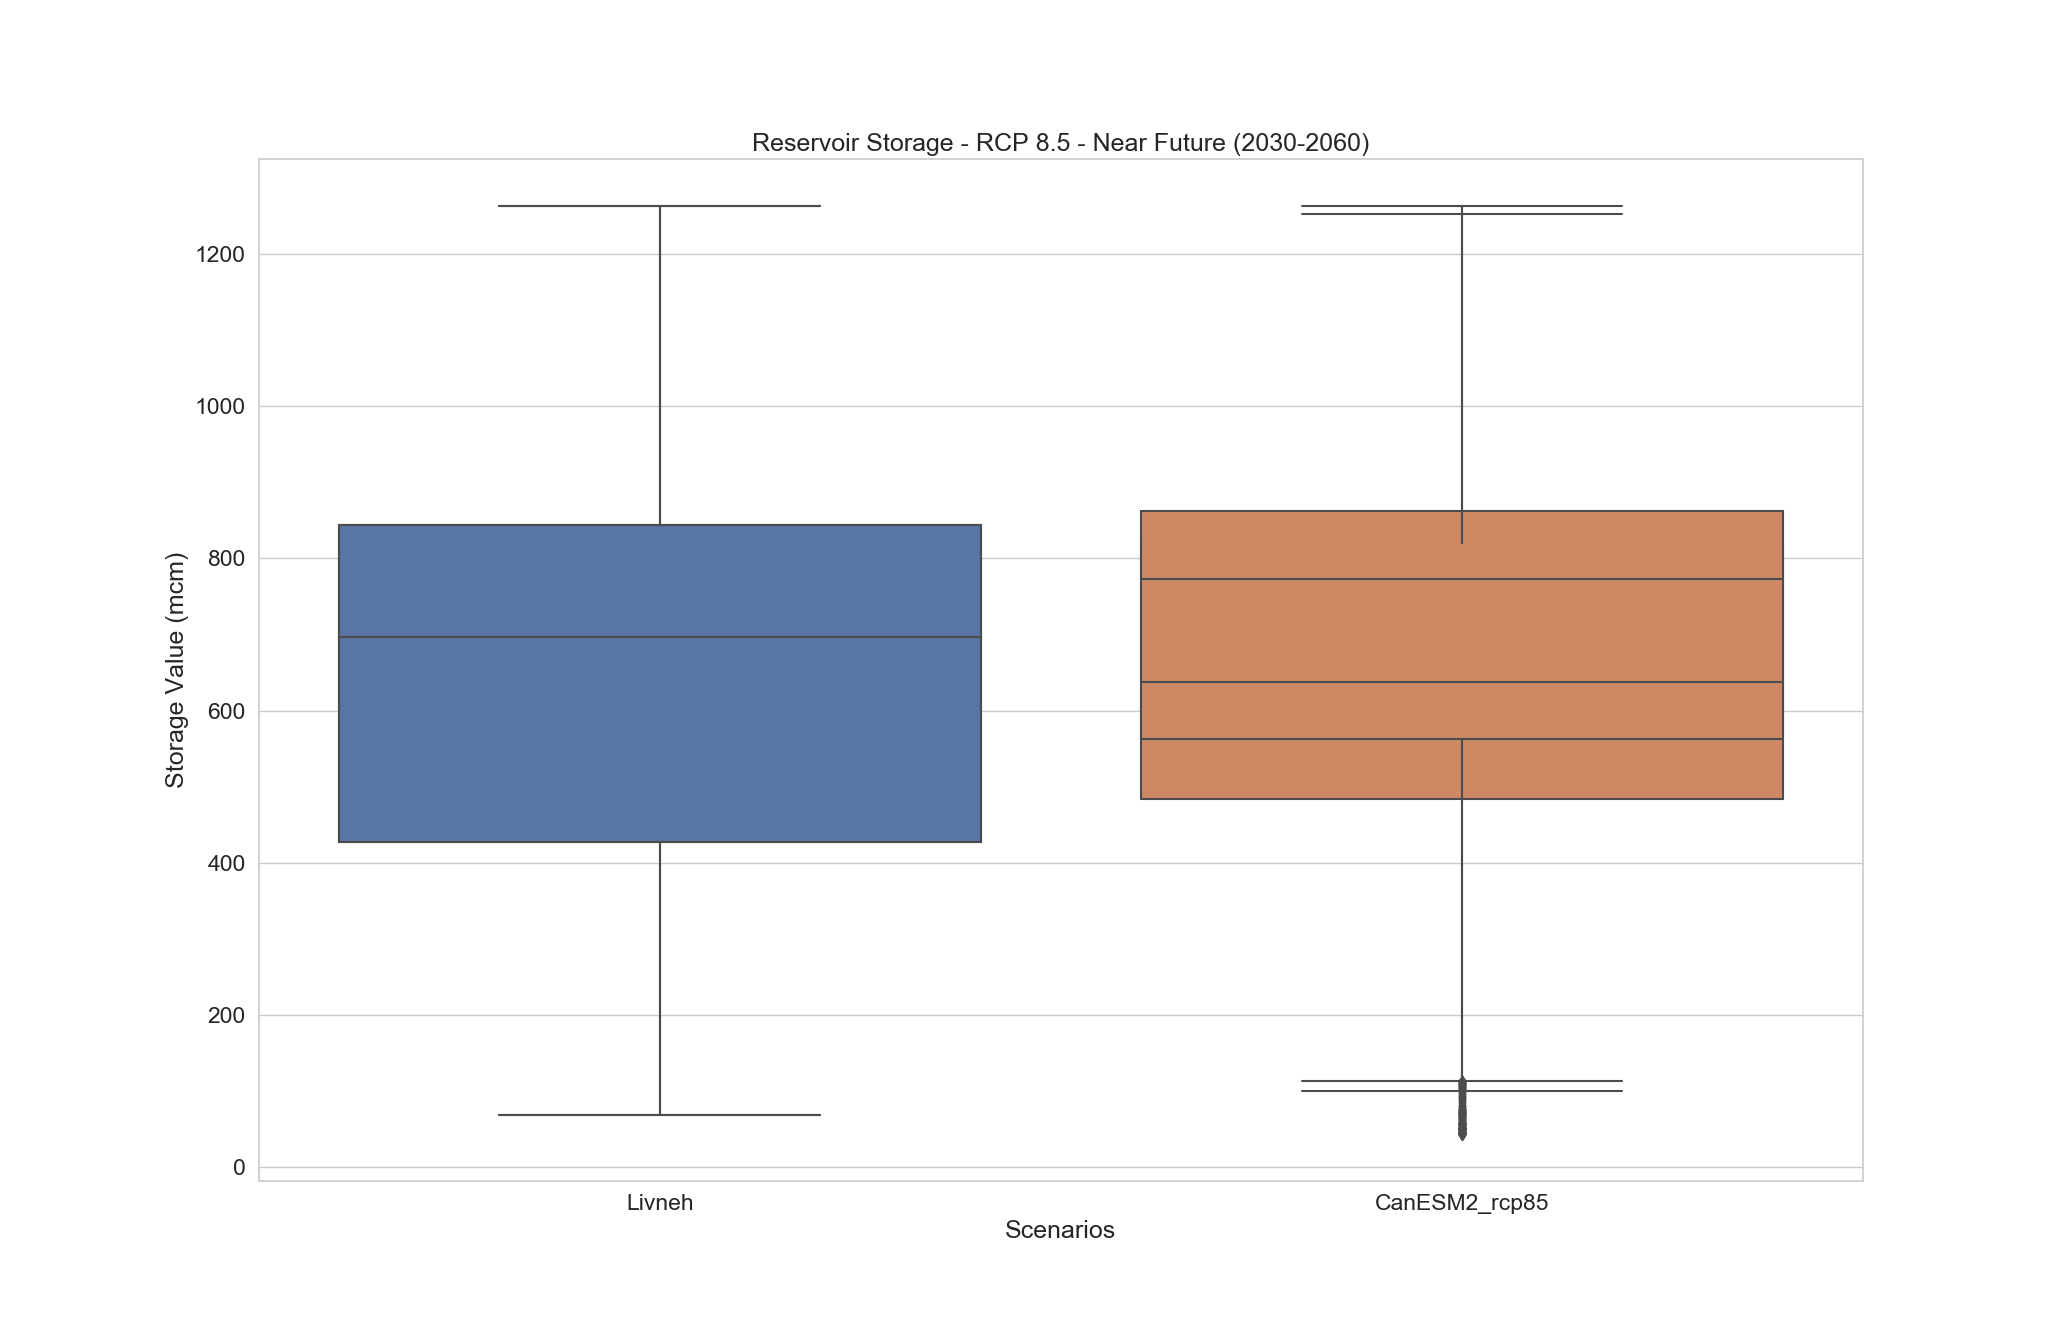 Reservoir Storage - RCP 8.5 - Near Future (2030-2060)
Storage Value (mcm)
1200
1000
800
600
400
200
0
Livneh
CanESM2_rcp85
Scenarios